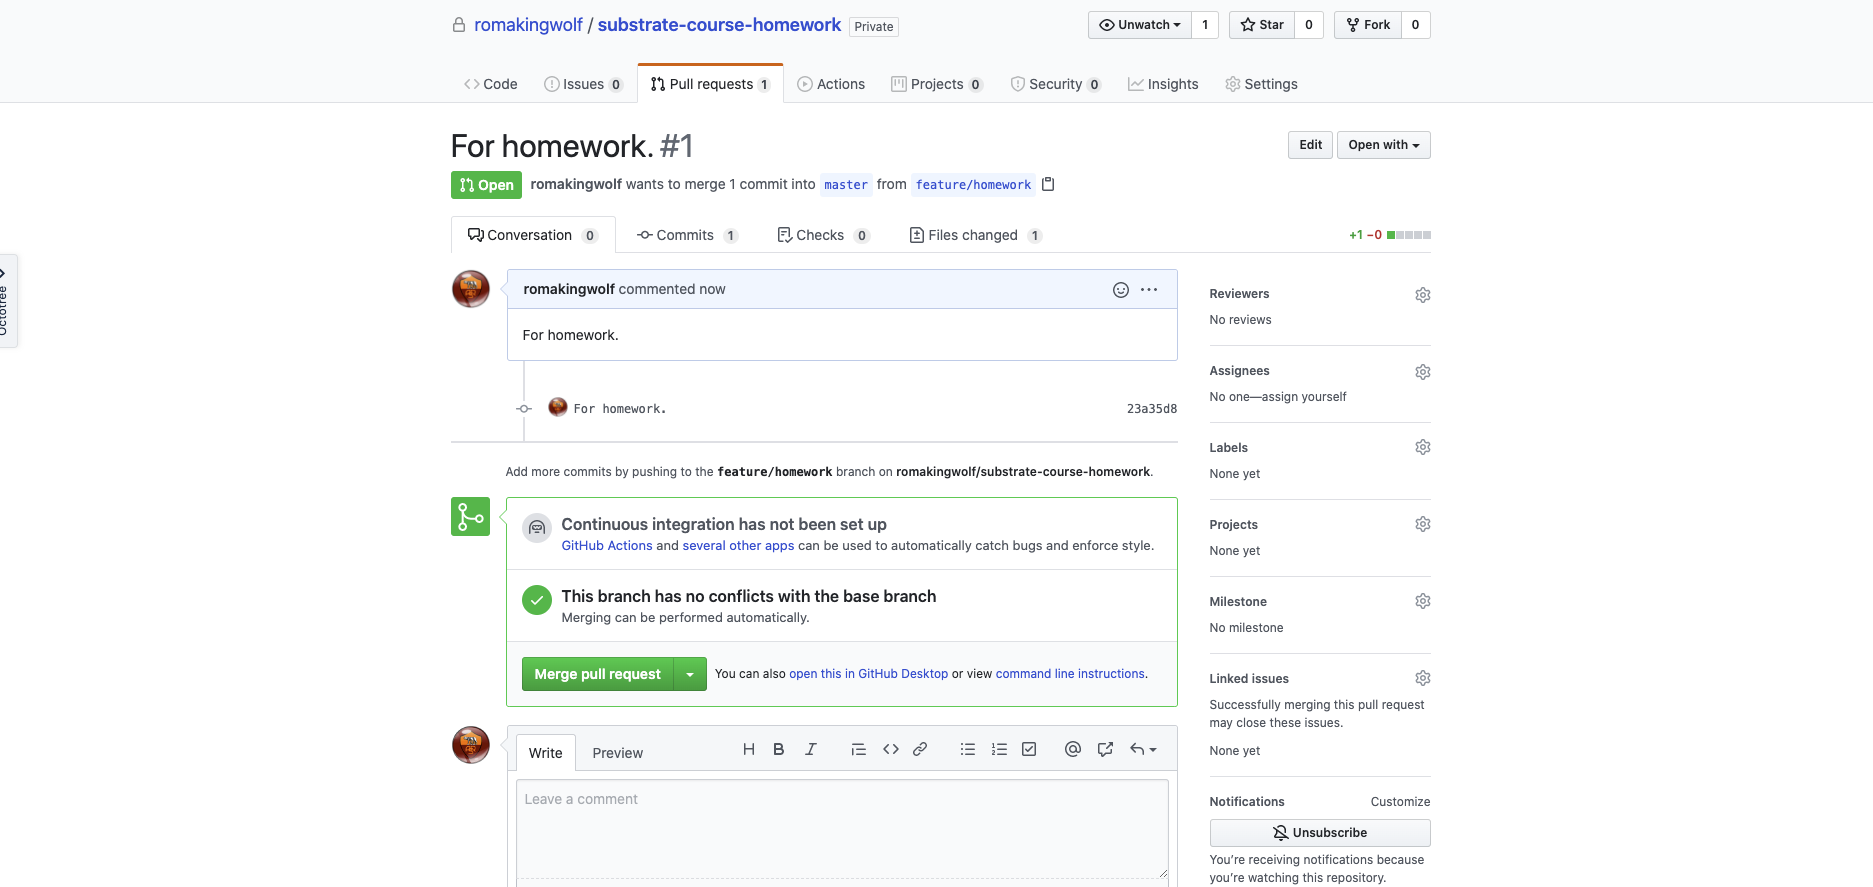 romakingwolf / substrate-course-homework Private
Unwatch 1 Star 0 Fork 0
Code Issues 0 Pull requests 1 Actions Projects 0 Security 0 Insights Settings
For homework. #1
Edit Open with
Open romakingwolf wants to merge 1 commit into master from feature/homework
Conversation 0 Commits 1 Checks 0 Files changed 1 +1 −0
Octotree
romakingwolf commented now
For homework.
For homework. 23a35d8
Add more commits by pushing to the feature/homework branch on romakingwolf/substrate-course-homework.
Continuous integration has not been set up
GitHub Actions and several other apps can be used to automatically catch bugs and enforce style.
This branch has no conflicts with the base branch
Merging can be performed automatically.
Merge pull request You can also open this in GitHub Desktop or view command line instructions.
Write Preview
Leave a comment
Reviewers
No reviews
Assignees
No one—assign yourself
Labels
None yet
Projects
None yet
Milestone
No milestone
Linked issues
Successfully merging this pull request
may close these issues.
None yet
Notifications Customize
Unsubscribe
You're receiving notifications because
you're watching this repository.